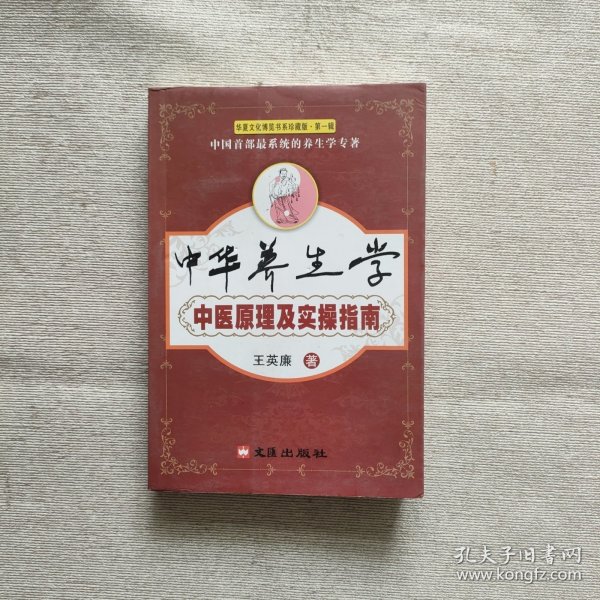 华夏文化博览书系珍藏版·第一辑
中国首部最系统的养生学专著
中华养生学
中医原理及实操指南
王英廉 著
文匯出版社
孔夫子旧书网
www.kongfz.com